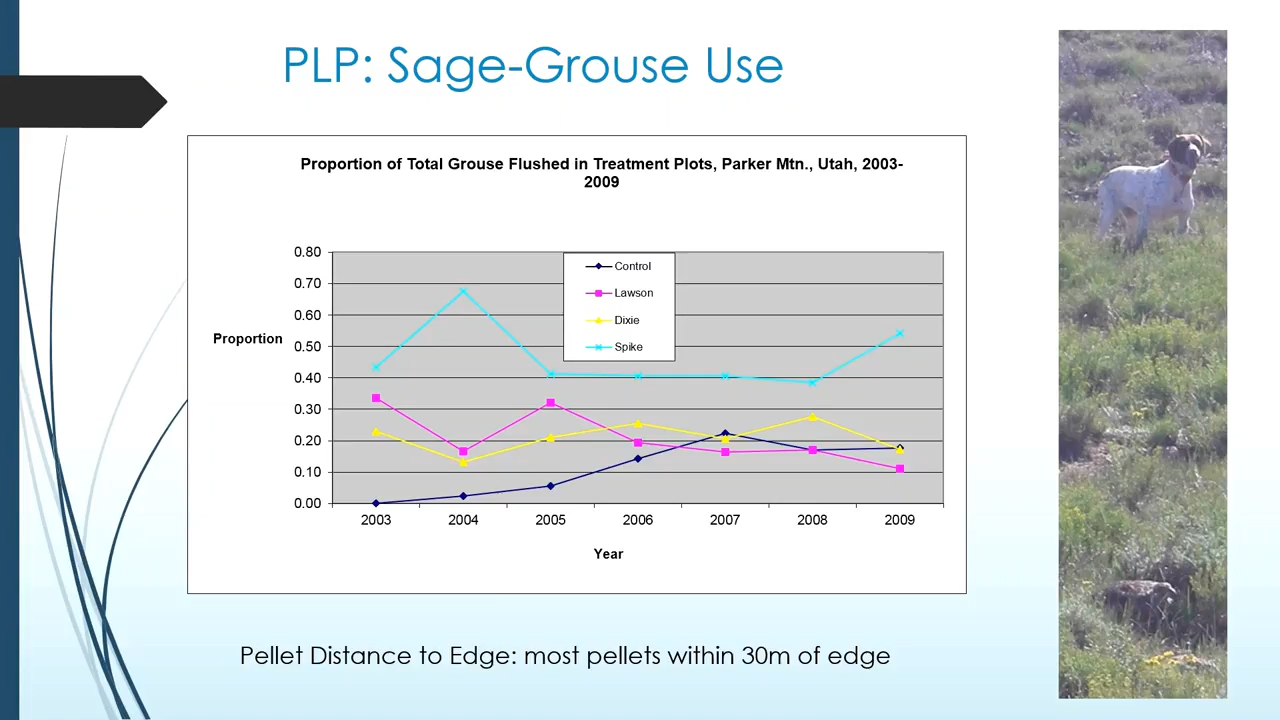 PLP: Sage-Grouse Use
Proportion of Total Grouse Flushed in Treatment Plots, Parker Mtn., Utah, 2003-
2009
0.80
0.70
0.60
0.50
0.40
0.30
0.20
0.10
0.00
Proportion
Control
Lawson
Dixie
Spike
2003 2004 2005 2006 2007 2008 2009
Year
Pellet Distance to Edge: most pellets within 30m of edge